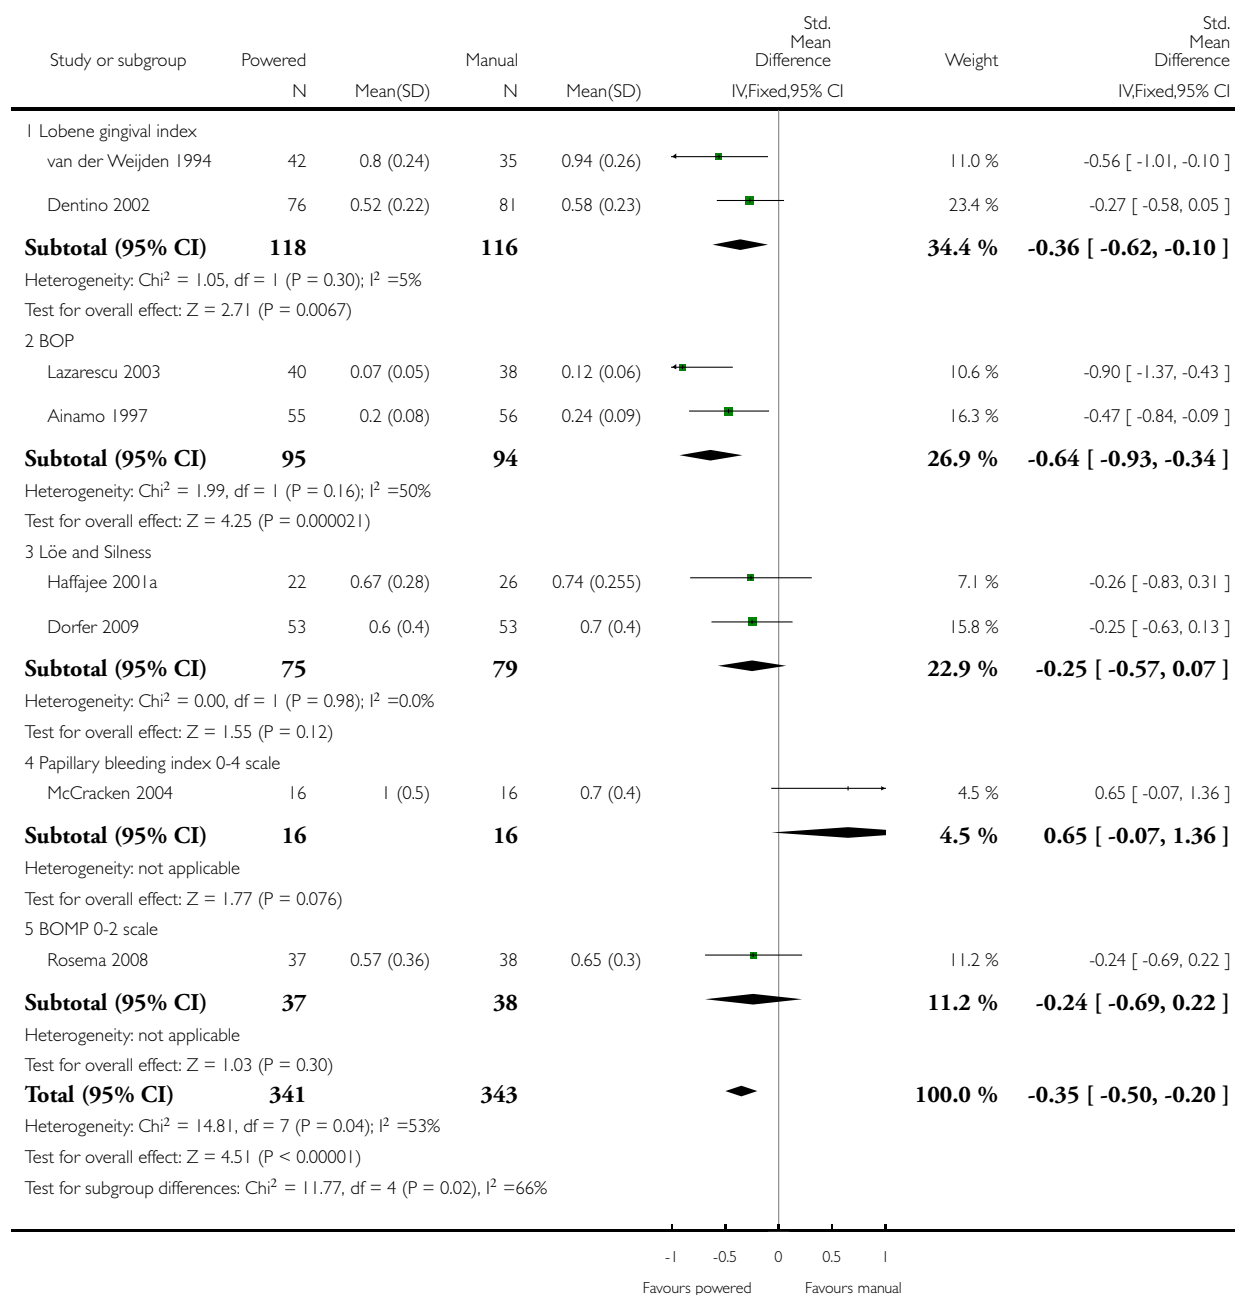 Study or subgroup Powered Manual Std. Mean Difference Weight Std. Mean Difference
N Mean(SD) N Mean(SD) IV,Fixed,95% CI IV,Fixed,95% CI
1 Lobene gingival index
van der Weijden 1994 42 0.8 (0.24) 35 0.94 (0.26) 11.0 % -0.56 [ -1.01, -0.10 ]
Dentino 2002 76 0.52 (0.22) 81 0.58 (0.23) 23.4 % -0.27 [ -0.58, 0.05 ]
Subtotal (95% CI) 118 116 34.4 % -0.36 [ -0.62, -0.10 ]
Heterogeneity: Chi² = 1.05, df = 1 (P = 0.30); I² =5%
Test for overall effect: Z = 2.71 (P = 0.0067)
2 BOP
Lazarescu 2003 40 0.07 (0.05) 38 0.12 (0.06) 10.6 % -0.90 [ -1.37, -0.43 ]
Ainamo 1997 55 0.2 (0.08) 56 0.24 (0.09) 16.3 % -0.47 [ -0.84, -0.09 ]
Subtotal (95% CI) 95 94 26.9 % -0.64 [ -0.93, -0.34 ]
Heterogeneity: Chi² = 1.99, df = 1 (P = 0.16); I² =50%
Test for overall effect: Z = 4.25 (P = 0.000021)
3 Löe and Silness
Haffajee 2001a 22 0.67 (0.28) 26 0.74 (0.255) 7.1 % -0.26 [ -0.83, 0.31 ]
Dorfer 2009 53 0.6 (0.4) 53 0.7 (0.4) 15.8 % -0.25 [ -0.63, 0.13 ]
Subtotal (95% CI) 75 79 22.9 % -0.25 [ -0.57, 0.07 ]
Heterogeneity: Chi² = 0.00, df = 1 (P = 0.98); I² =0.0%
Test for overall effect: Z = 1.55 (P = 0.12)
4 Papillary bleeding index 0-4 scale
McCracken 2004 16 1 (0.5) 16 0.7 (0.4) 4.5 % 0.65 [ -0.07, 1.36 ]
Subtotal (95% CI) 16 16 4.5 % 0.65 [ -0.07, 1.36 ]
Heterogeneity: not applicable
Test for overall effect: Z = 1.77 (P = 0.076)
5 BOMP 0-2 scale
Rosema 2008 37 0.57 (0.36) 38 0.65 (0.3) 11.2 % -0.24 [ -0.69, 0.22 ]
Subtotal (95% CI) 37 38 11.2 % -0.24 [ -0.69, 0.22 ]
Heterogeneity: not applicable
Test for overall effect: Z = 1.03 (P = 0.30)
Total (95% CI) 341 343 100.0 % -0.35 [ -0.50, -0.20 ]
Heterogeneity: Chi² = 14.81, df = 7 (P = 0.04); I² =53%
Test for overall effect: Z = 4.51 (P < 0.00001)
Test for subgroup differences: Chi² = 11.77, df = 4 (P = 0.02), I² =66%
-1 -0.5 0 0.5 1
Favours powered Favours manual